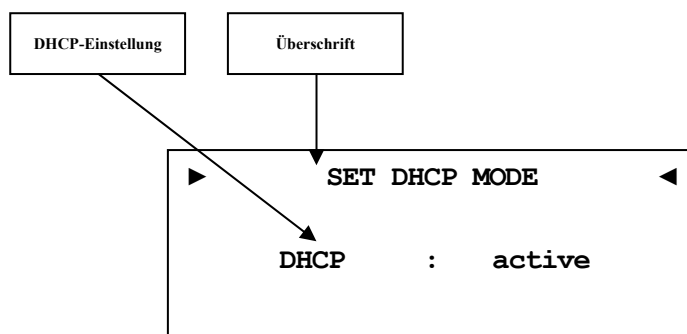 DHCP-Einstellung
Überschrift
► SET DHCP MODE ◄
DHCP : active